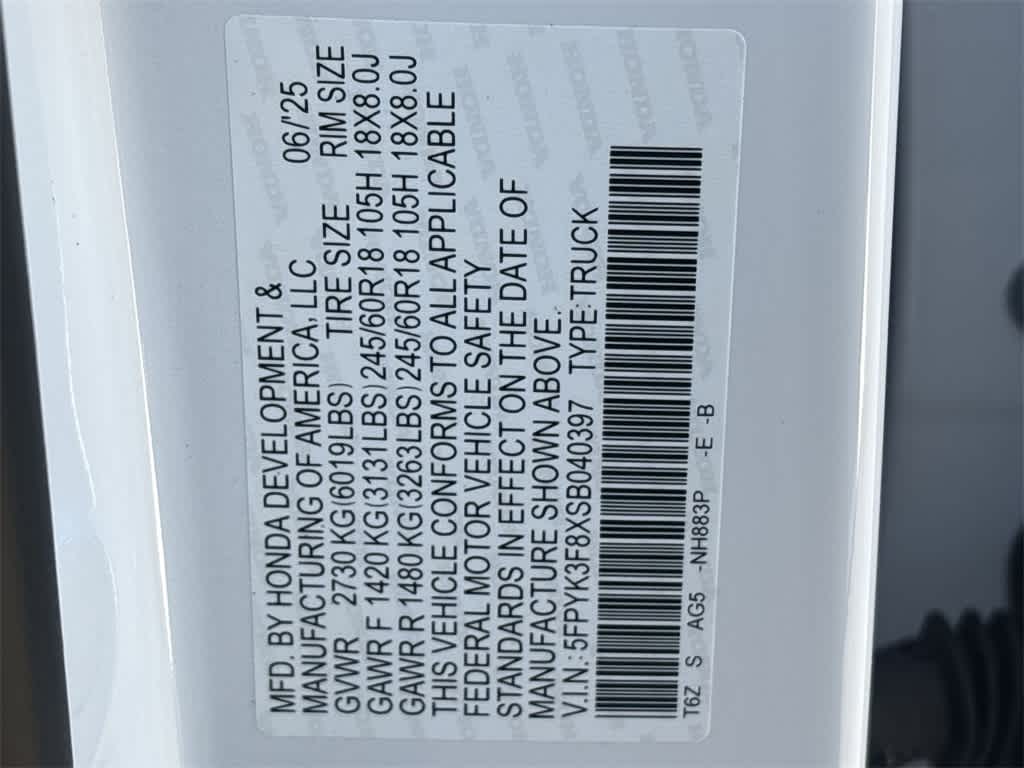 MFD. BY HONDA DEVELOPMENT &
MANUFACTURING OF AMERICA, LLC 06/'25
GVWR 2730 KG(6019LBS) TIRE SIZE RIM SIZE
GAWR F 1420 KG(3131LBS) 245/60R18 105H 18X8.0J
GAWR R 1480 KG(3263LBS) 245/60R18 105H 18X8.0J
THIS VEHICLE CONFORMS TO ALL APPLICABLE
FEDERAL MOTOR VEHICLE SAFETY
STANDARDS IN EFFECT ON THE DATE OF
MANUFACTURE SHOWN ABOVE.
V.I.N.: 5FPYK3F8XSB040397 TYPE: TRUCK
T6Z S AG5 -NH883P -E -B